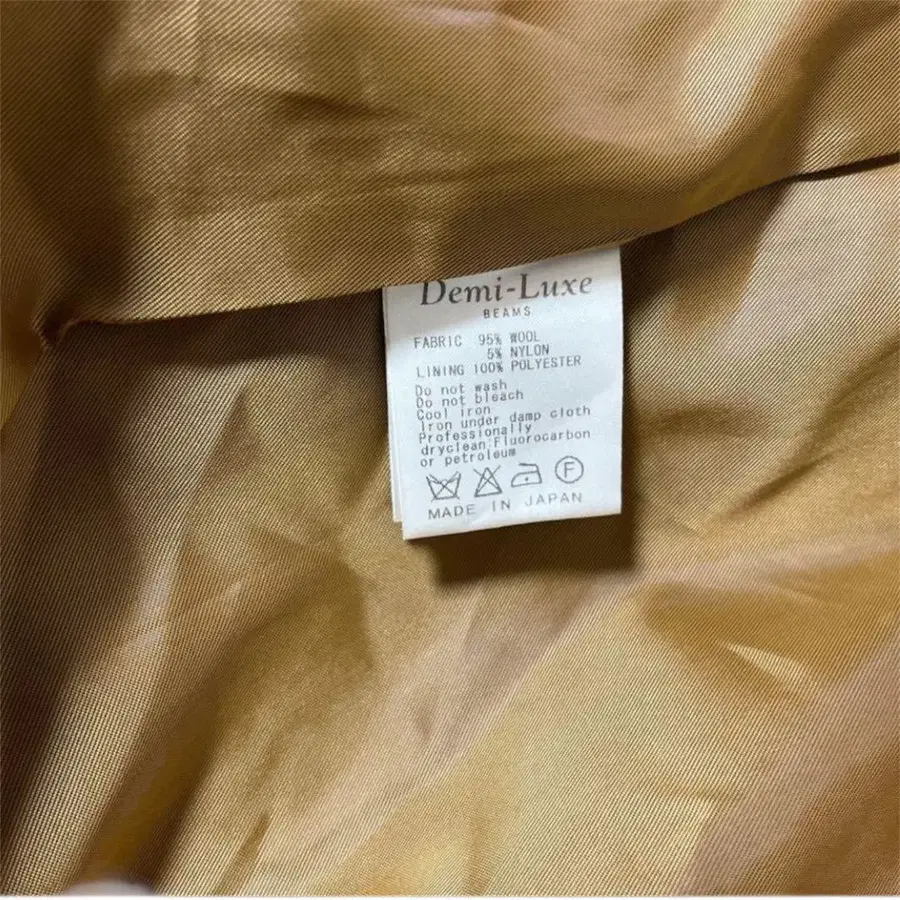 Demi-Luxe
BEAMS
FABRIC 95% WOOL
5% NYLON
LINING 100% POLYESTER
Do not wash
Do not bleach
Cool iron
Iron under damp cloth
Professionally
dryclean;Fluorocarbon
or petroleum
F
MADE IN JAPAN